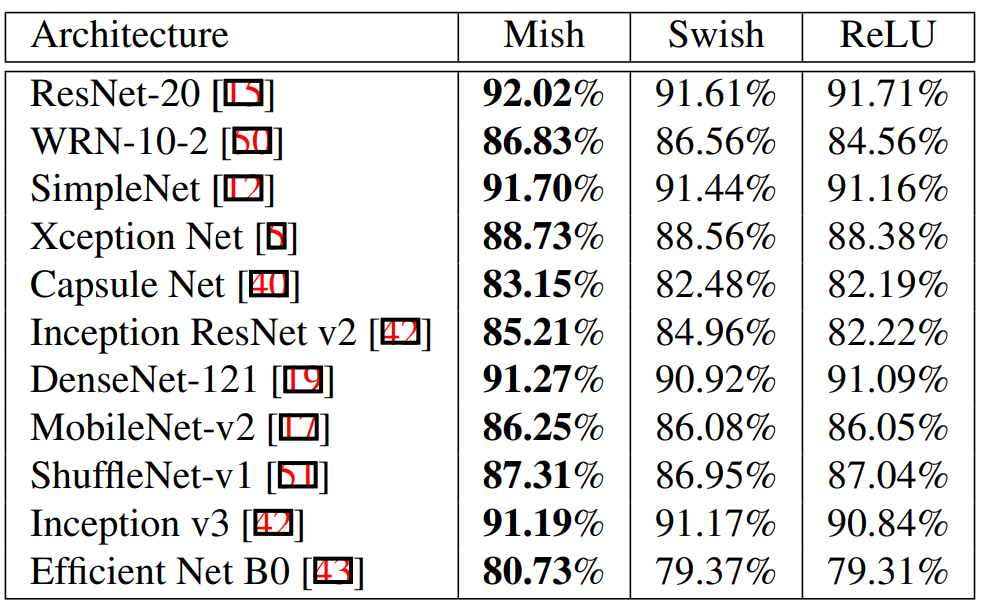 Architecture Mish Swish ReLU
ResNet-20 [15] 92.02% 91.61% 91.71%
WRN-10-2 [50] 86.83% 86.56% 84.56%
SimpleNet [12] 91.70% 91.44% 91.16%
Xception Net [5] 88.73% 88.56% 88.38%
Capsule Net [40] 83.15% 82.48% 82.19%
Inception ResNet v2 [42] 85.21% 84.96% 82.22%
DenseNet-121 [19] 91.27% 90.92% 91.09%
MobileNet-v2 [17] 86.25% 86.08% 86.05%
ShuffleNet-v1 [51] 87.31% 86.95% 87.04%
Inception v3 [42] 91.19% 91.17% 90.84%
Efficient Net B0 [43] 80.73% 79.37% 79.31%